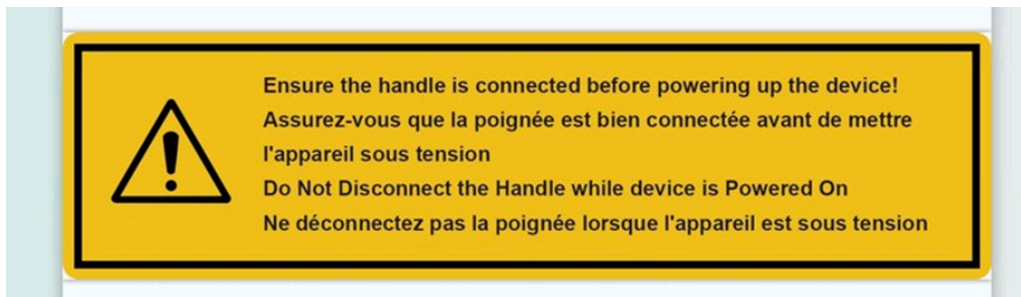 Ensure the handle is connected before powering up the device!
Assurez-vous que la poignée est bien connectée avant de mettre
l'appareil sous tension
Do Not Disconnect the Handle while device is Powered On
Ne déconnectez pas la poignée lorsque l'appareil est sous tension